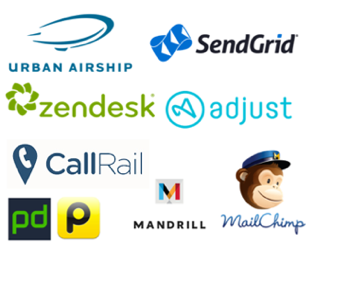 URBAN AIRSHIP
SendGrid®
zendesk®
adjust
CallRail
pd
p
M
MANDRILL
MailChimp